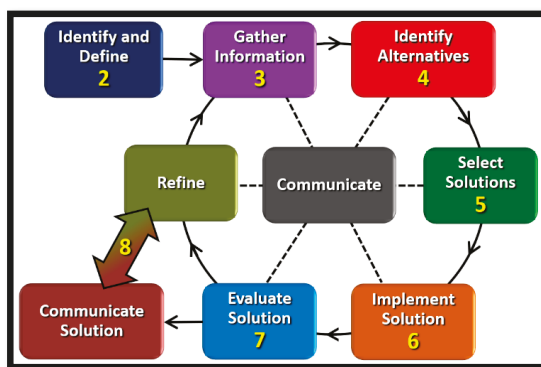 Identify and
Define
2
Gather
Information
3
Identify
Alternatives
4
Refine
Communicate
Select
Solutions
5
8
Communicate
Solution
Evaluate
Solution
7
Implement
Solution
6